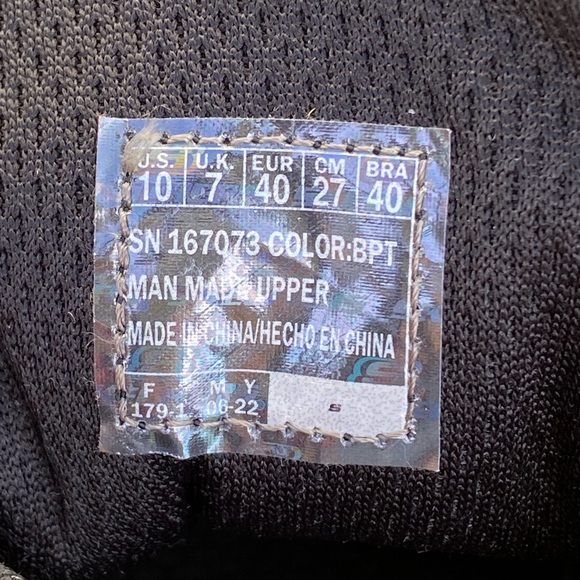 U.S. U.K. EUR CM BRA
10 7 40 27 40
SN 167073 COLOR:BPT
MAN MADE UPPER
MADE IN CHINA/HECHO EN CHINA
F M Y
179-1 06-22
S